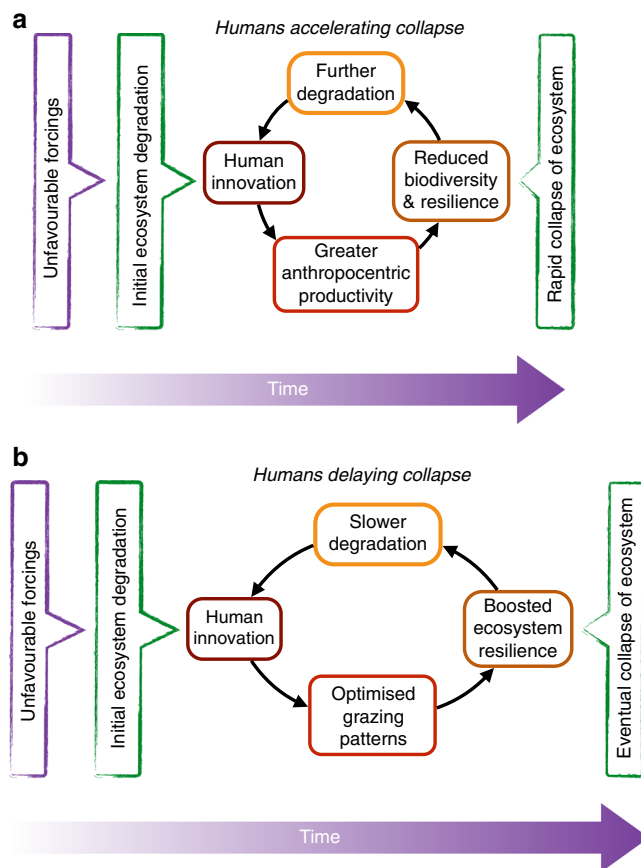 a
Humans accelerating collapse
Unfavourable forcings
Initial ecosystem degradation
Further
degradation
Human
innovation
Reduced
biodiversity
& resilience
Greater
anthropocentric
productivity
Rapid collapse of ecosystem
Time
b
Humans delaying collapse
Unfavourable forcings
Initial ecosystem degradation
Slower
degradation
Human
innovation
Boosted
ecosystem
resilience
Optimised
grazing
patterns
Eventual collapse of ecosystem
Time